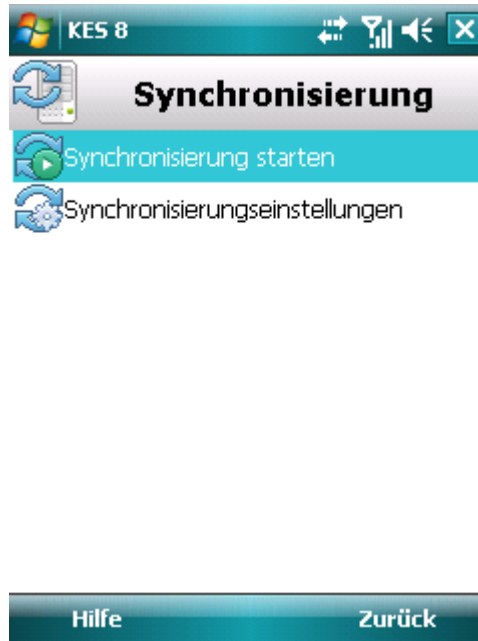 KES 8
Synchronisierung
Synchronisierung starten
Synchronisierungseinstellungen
Hilfe Zurück